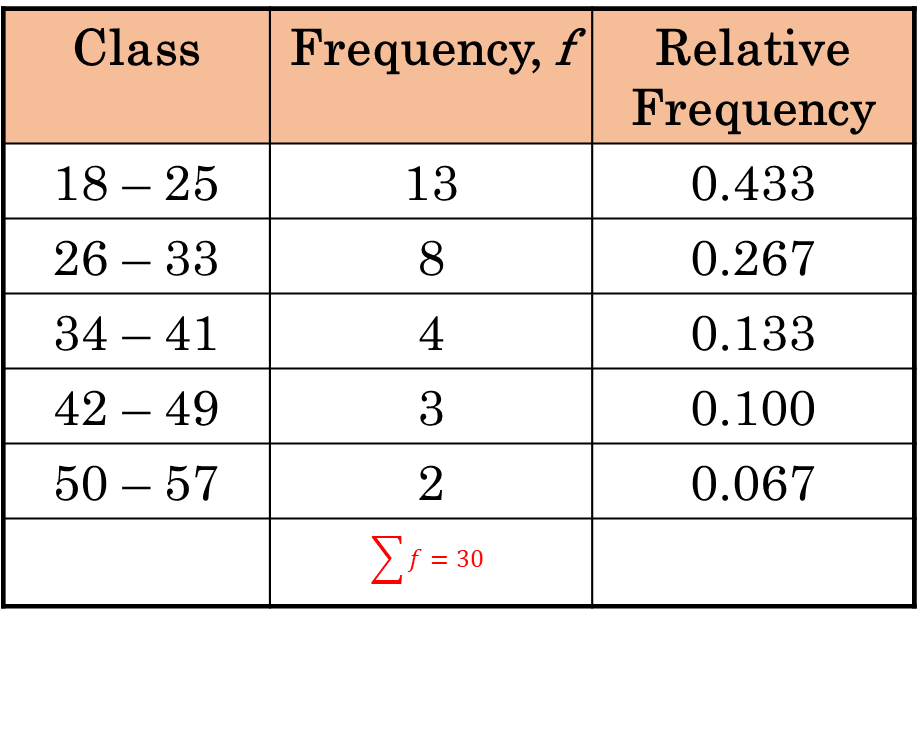 Class Frequency, f Relative Frequency
18 – 25 13 0.433
26 – 33 8 0.267
34 – 41 4 0.133
42 – 49 3 0.100
50 – 57 2 0.067
∑ f = 30